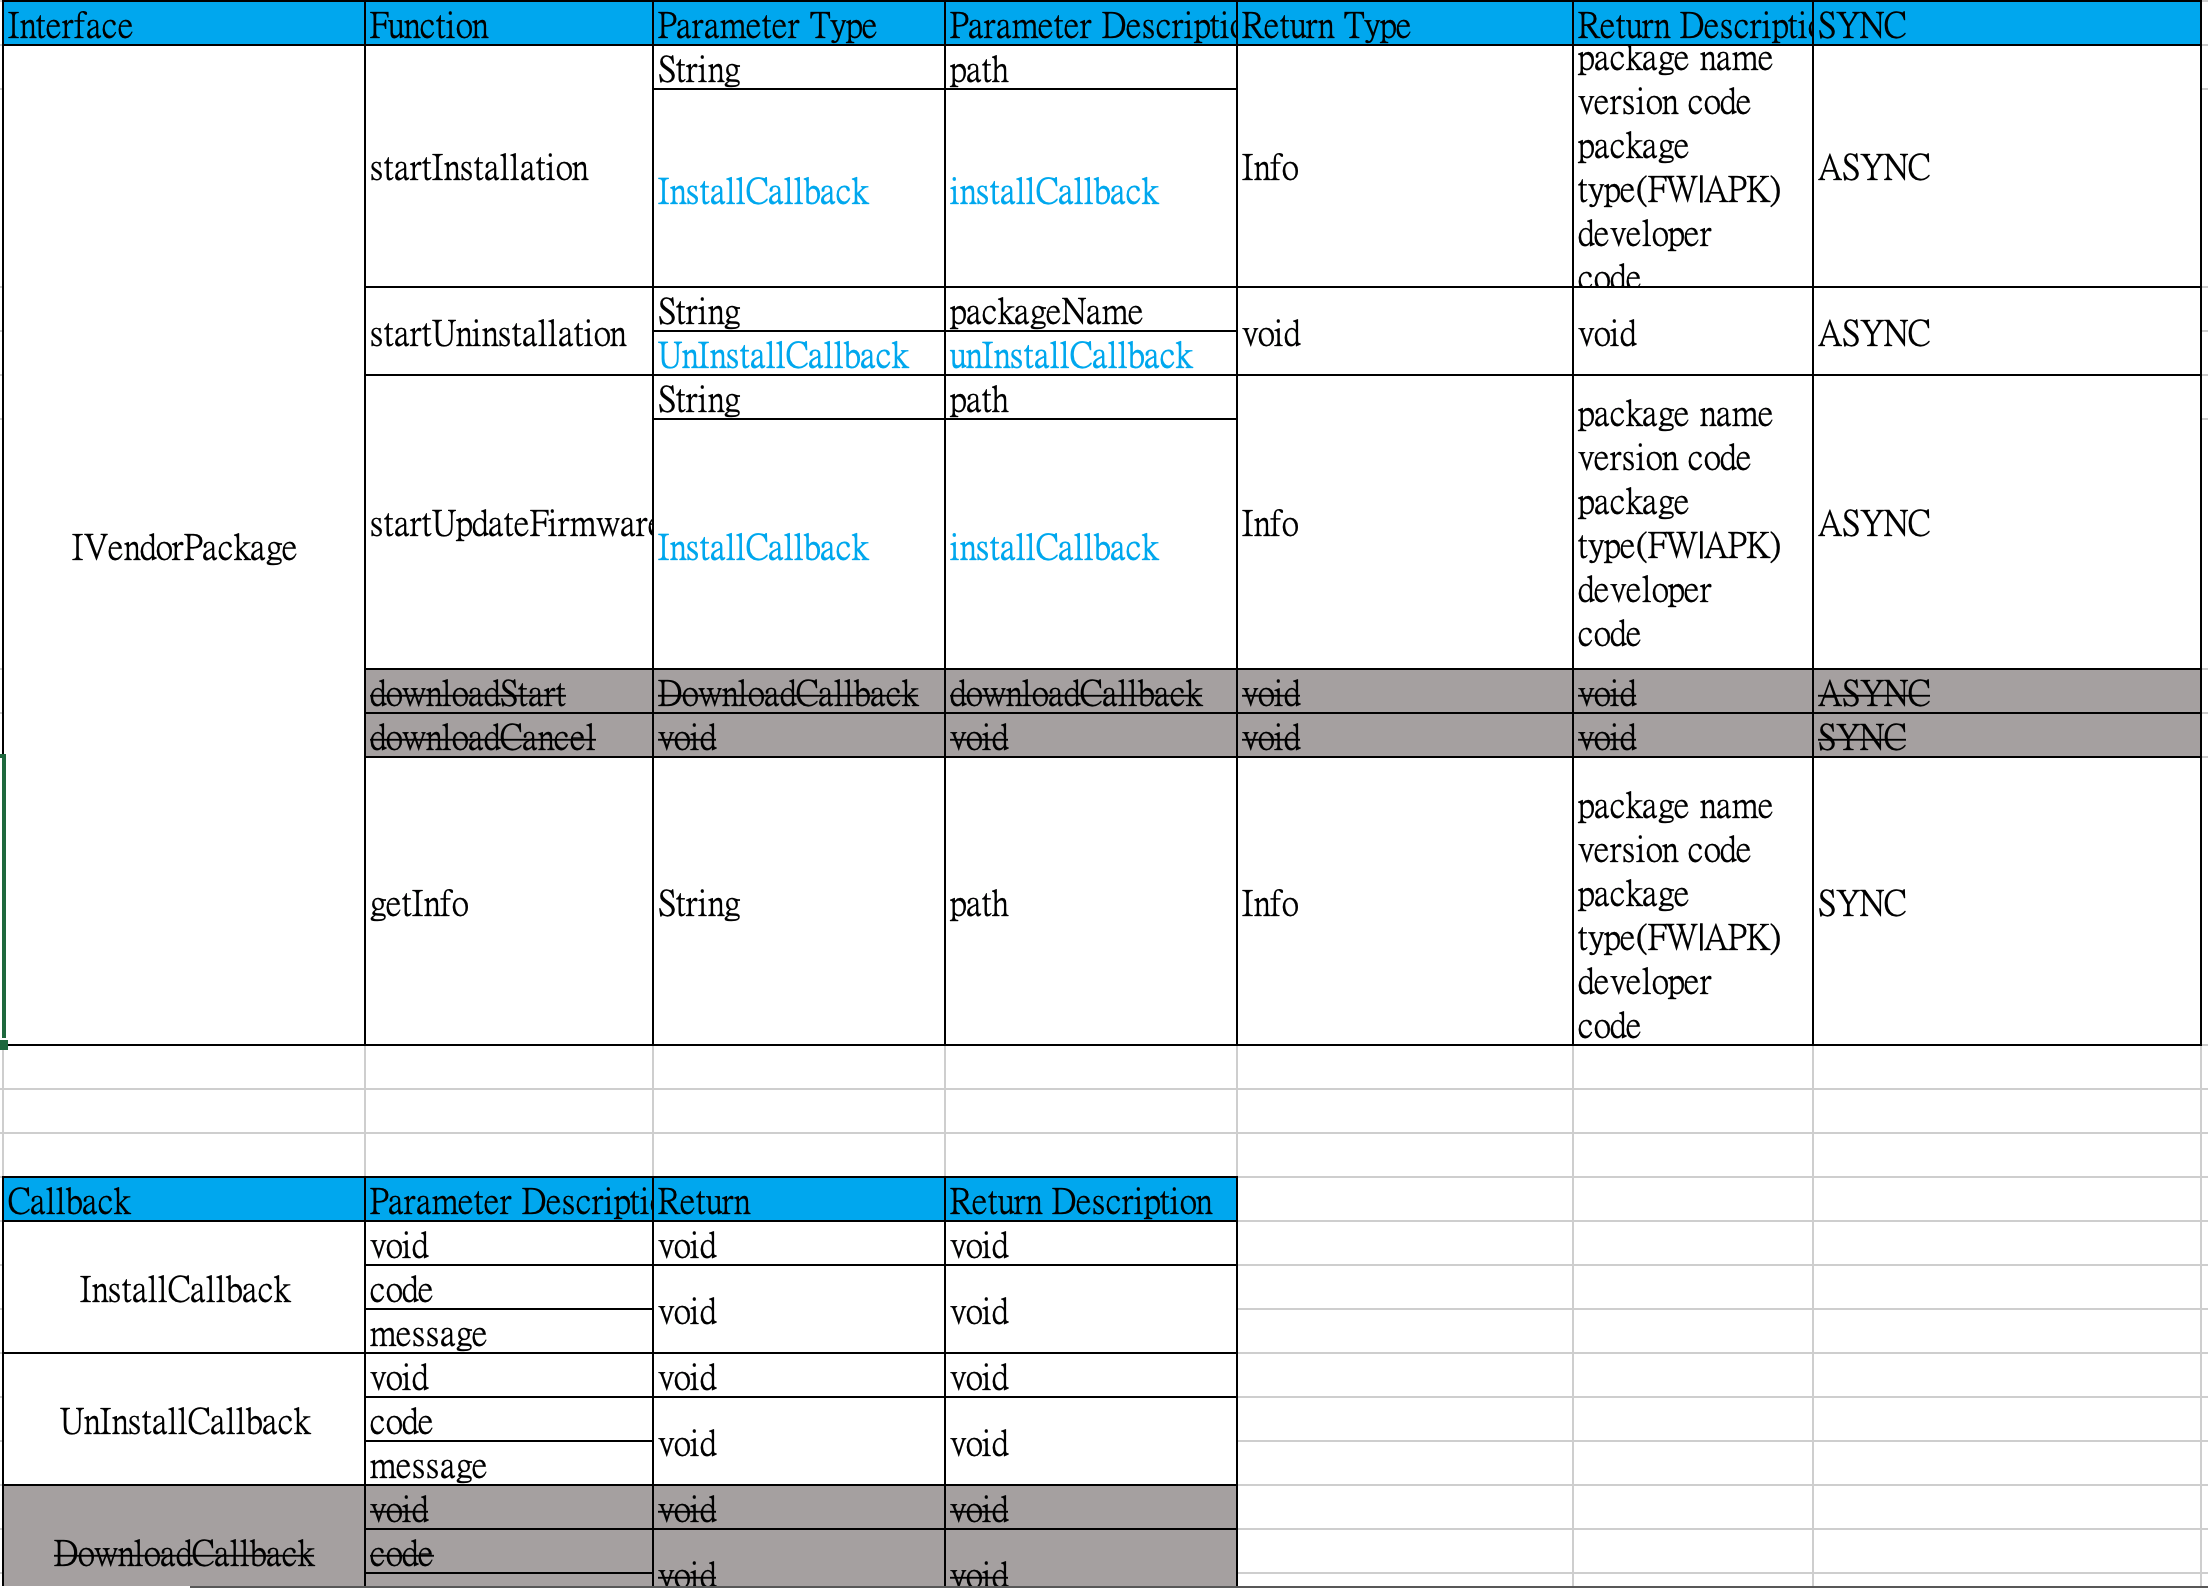 Interface Function Parameter Type Parameter Descripti Return Type Return Descripti SYNC
IVendorPackage
startInstallation
String path
InstallCallback installCallback
Info
package name
version code
package
type(FW|APK)
developer
code
ASYNC
startUninstallation
String packageName
UnInstallCallback unInstallCallback
void void ASYNC
startUpdateFirmware
String path
InstallCallback installCallback
Info
package name
version code
package
type(FW|APK)
developer
code
ASYNC
downloadStart DownloadCallback downloadCallback void void ASYNC
downloadCancel void void void void SYNC
getInfo String path Info
package name
version code
package
type(FW|APK)
developer
code
SYNC
Callback Parameter Descripti Return Return Description
InstallCallback
void void void
code
message
void void
UnInstallCallback
void void void
code
message
void void
DownloadCallback
void void void
code
void void